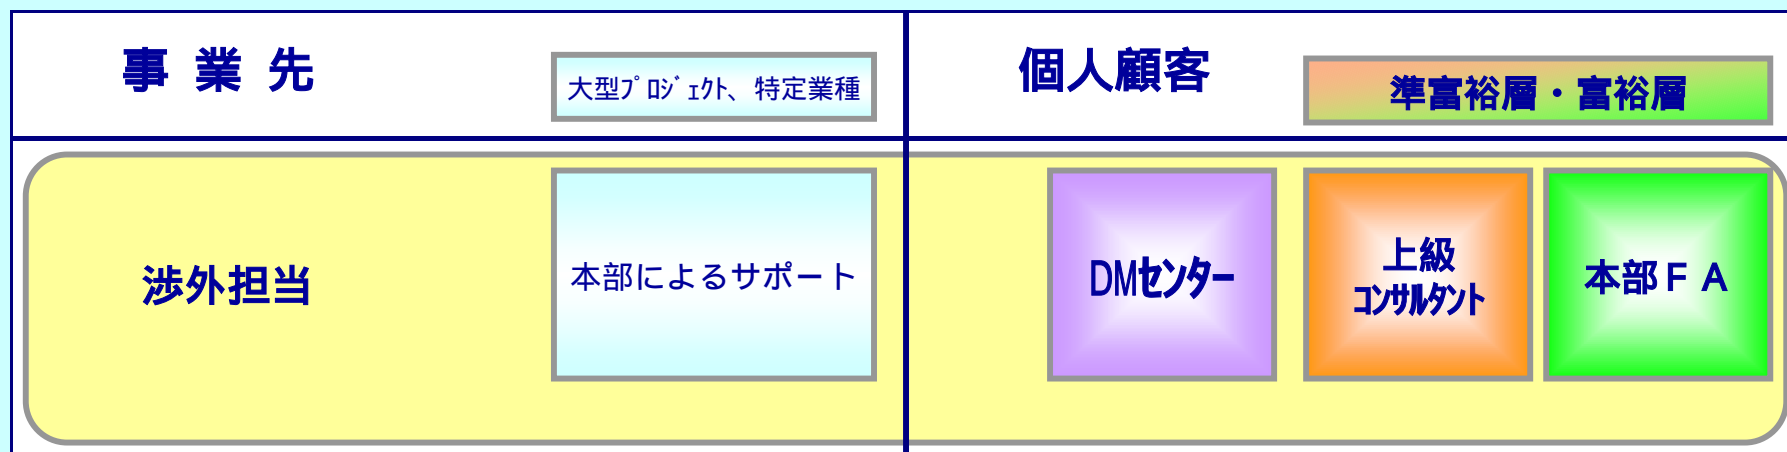 事 業 先
大型ﾌﾟﾛｼﾞｪｸﾄ、特定業種
個人顧客
準富裕層・富裕層
渉外担当
本部によるサポート
DMセンター
上級
コンサルタント
本部ＦＡ